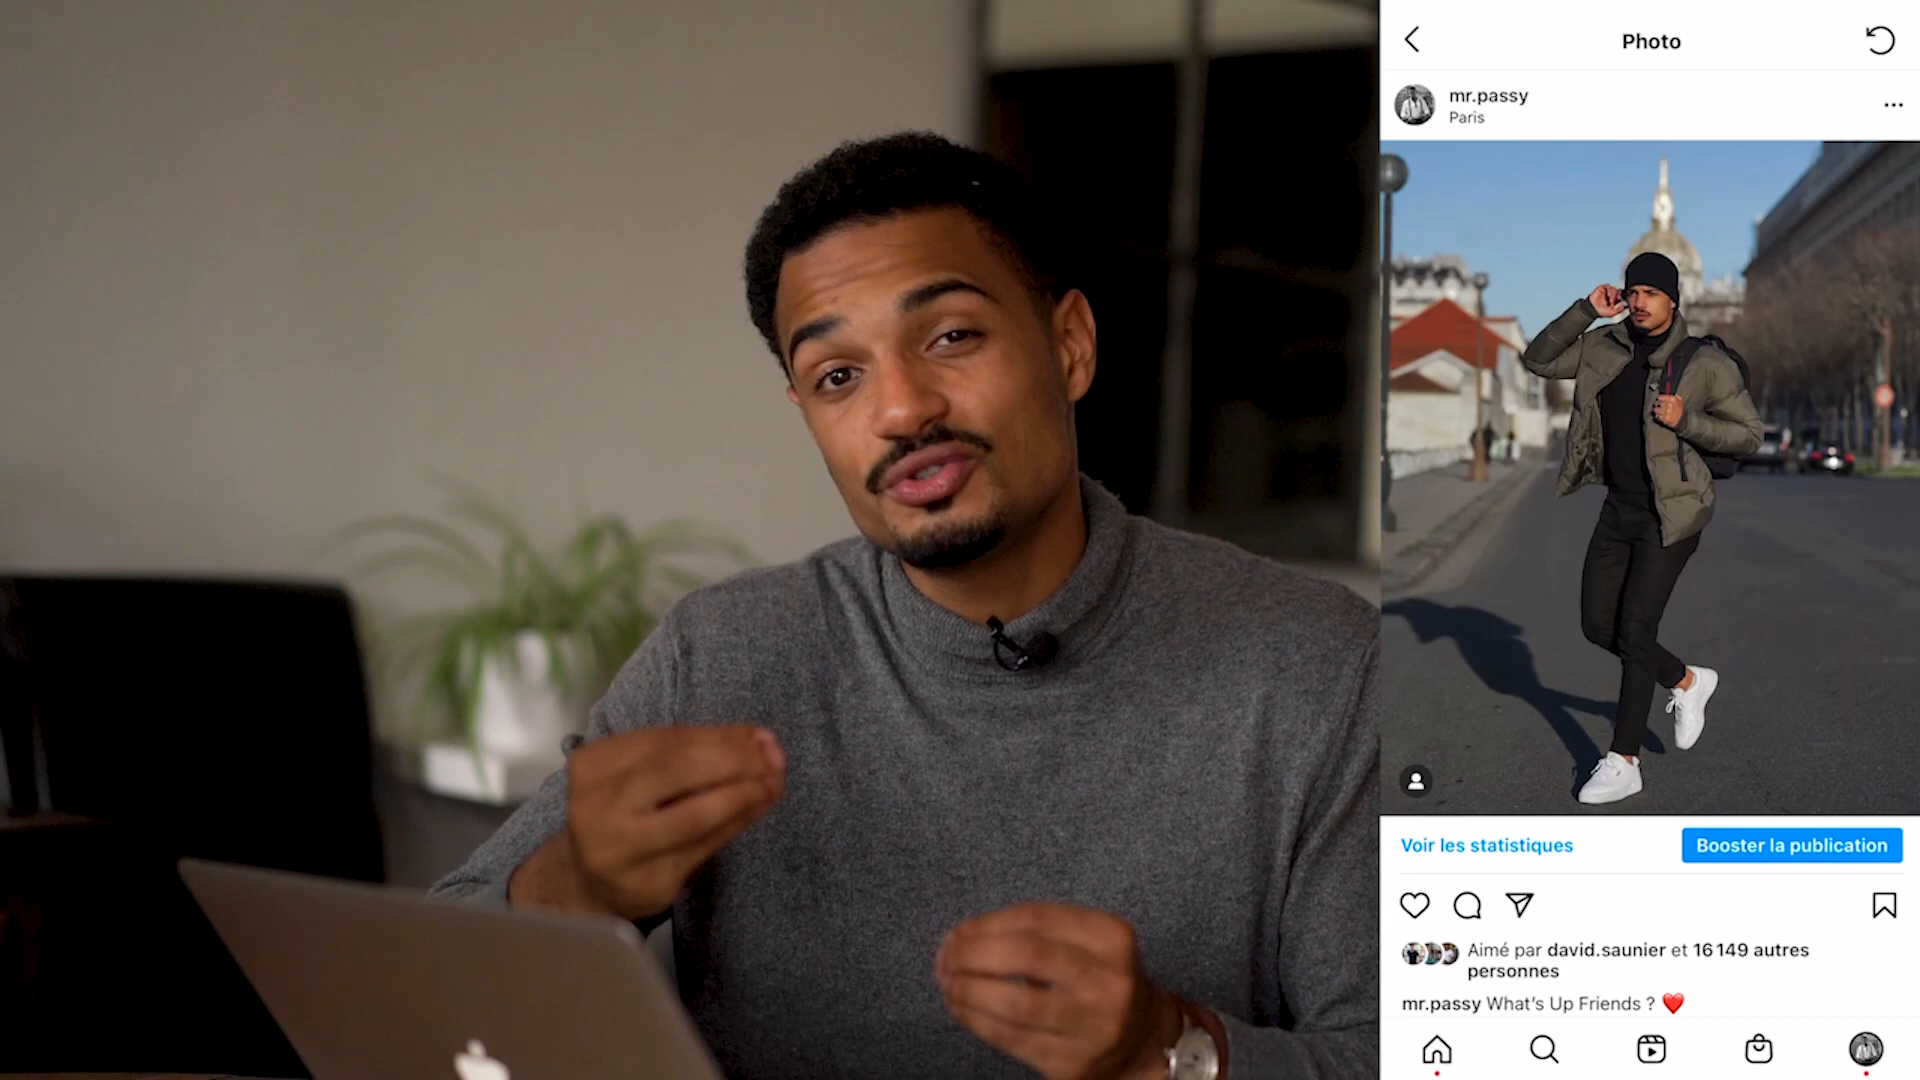 Photo
mr.passy
Paris
Voir les statistiques
Booster la publication
Aimé par david.saunier et 16 149 autres
personnes
mr.passy What's Up Friends ? ❤️